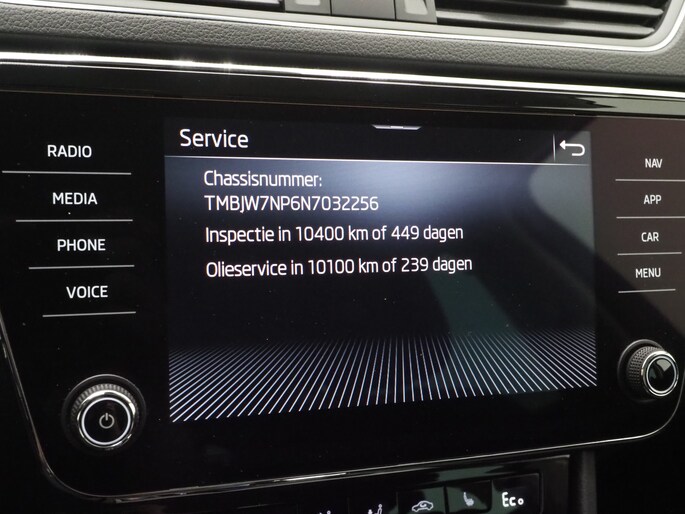 Service
Chassisnummer:
TMBJW7NP6N7032256
Inspectie in 10400 km of 449 dagen
Olieservice in 10100 km of 239 dagen
RADIO
MEDIA
PHONE
VOICE
NAV
APP
CAR
MENU
Eco